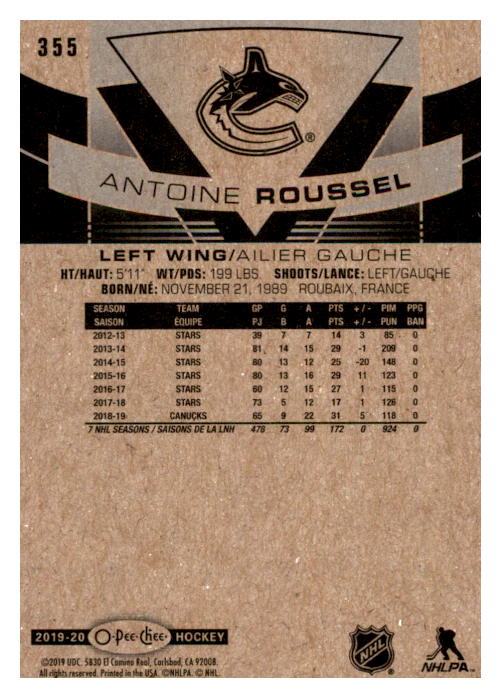 355
ANTOINE ROUSSEL
LEFT WING/AILIER GAUCHE
HT/HAUT: 5'11" WT/PDS: 199 LBS. SHOOTS/LANCE: LEFT/GAUCHE
BORN/NÉ: NOVEMBER 21, 1989 ROUBAIX, FRANCE
SEASON TEAM GP G A PTS +/- PIM PPG
SAISON ÉQUIPE PJ B A PTS +/- PUN BAN
2012-13 STARS 39 7 7 14 3 85 0
2013-14 STARS 81 14 15 29 -1 209 0
2014-15 STARS 80 13 12 25 -20 148 0
2015-16 STARS 80 13 16 29 11 123 0
2016-17 STARS 60 12 15 27 1 115 0
2017-18 STARS 73 5 12 17 1 126 0
2018-19 CANUCKS 65 9 22 31 5 118 0
7 NHL SEASONS / SAISONS DE LA LNH 478 73 99 172 0 924 0
2019-20 O-Pee-Chee HOCKEY
©2019 UDC. 5830 El Camino Real, Carlsbad, CA 92008.
All rights reserved. Printed in the USA. ©NHLPA. © NHL.
NHL
NHLPA